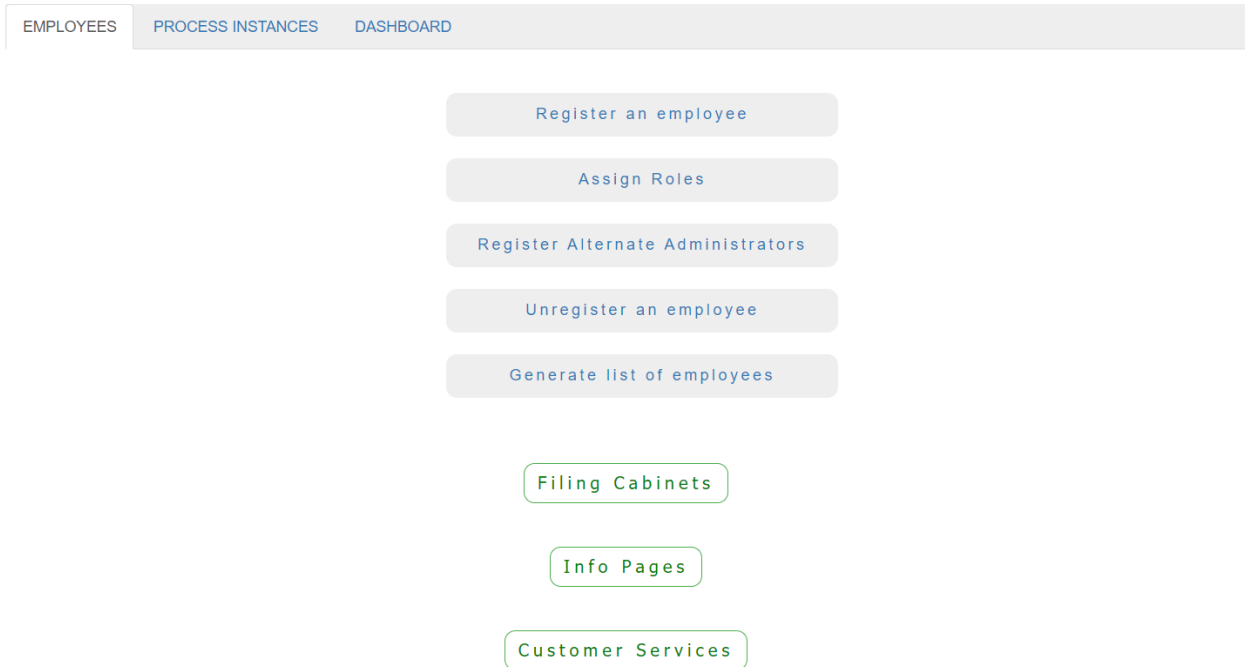 EMPLOYEES PROCESS INSTANCES DASHBOARD
Register an employee
Assign Roles
Register Alternate Administrators
Unregister an employee
Generate list of employees
Filing Cabinets
Info Pages
Customer Services